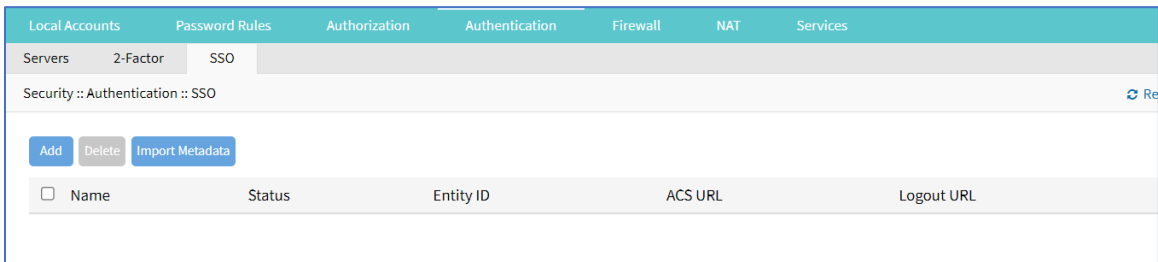 Local Accounts Password Rules Authorization Authentication Firewall NAT Services
Servers 2-Factor SSO
Security :: Authentication :: SSO Re
Add Delete Import Metadata
Name Status Entity ID ACS URL Logout URL